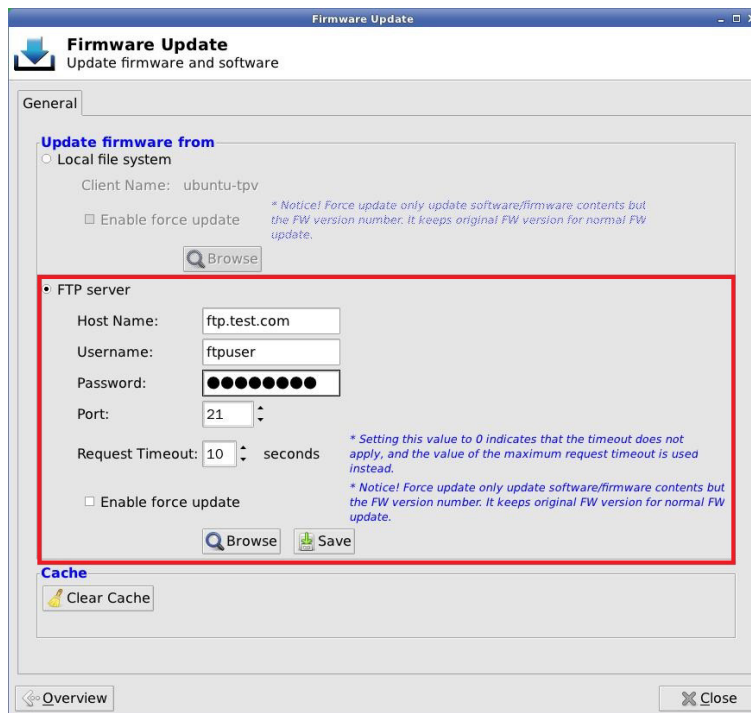 Firmware Update
Firmware Update
Update firmware and software
General
Update firmware from
Local file system
Client Name: ubuntu-tpv
Enable force update
* Notice! Force update only update software/firmware contents but
the FW version number. It keeps original FW version for normal FW
update.
Browse
FTP server
Host Name: ftp.test.com
Username: ftpuser
Password: ●●●●●●●●
Port: 21
Request Timeout: 10 seconds
* Setting this value to 0 indicates that the timeout does not
apply, and the value of the maximum request timeout is used
instead.
Enable force update
* Notice! Force update only update software/firmware contents but
the FW version number. It keeps original FW version for normal FW
update.
Browse Save
Cache
Clear Cache
Overview Close